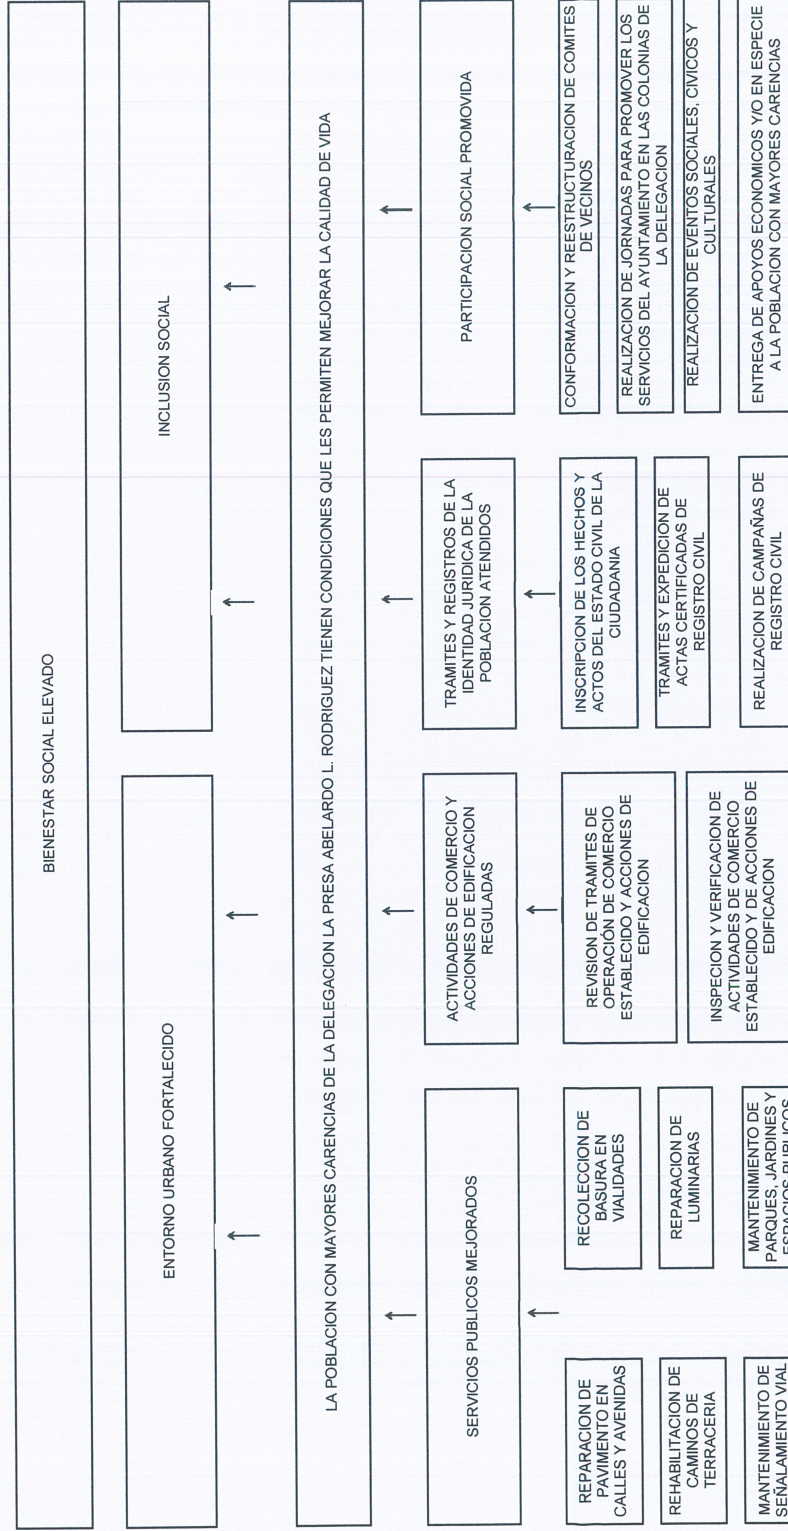 BIENESTAR SOCIAL ELEVADO
ENTORNO URBANO FORTALECIDO
INCLUSION SOCIAL
LA POBLACION CON MAYORES CARENCIAS DE LA DELEGACION LA PRESA ABELARDO L. RODRIGUEZ TIENEN CONDICIONES QUE LES PERMITEN MEJORAR LA CALIDAD DE VIDA
SERVICIOS PUBLICOS MEJORADOS
ACTIVIDADES DE COMERCIO Y
ACCIONES DE EDIFICACION
REGULADAS
TRAMITES Y REGISTROS DE LA
IDENTIDAD JURIDICA DE LA
POBLACION ATENDIDOS
PARTICIPACION SOCIAL PROMOVIDA
REPARACION DE
PAVIMENTO EN
CALLES Y AVENIDAS
REHABILITACION DE
CAMINOS DE
TERRACERIA
MANTENIMIENTO DE
SEÑALAMIENTO VIAL
RECOLECCION DE
BASURA EN
VIALIDADES
REPARACION DE
LUMINARIAS
MANTENIMIENTO DE
PARQUES, JARDINES Y
ESPACIOS PUBLICOS
REVISION DE TRAMITES DE
OPERACIÓN DE COMERCIO
ESTABLECIDO Y ACCIONES DE
EDIFICACION
INSPECION Y VERIFICACION DE
ACTIVIDADES DE COMERCIO
ESTABLECIDO Y DE ACCIONES DE
EDIFICACION
INSCRIPCION DE LOS HECHOS Y
ACTOS DEL ESTADO CIVIL DE LA
CIUDADANIA
TRAMITES Y EXPEDICION DE
ACTAS CERTIFICADAS DE
REGISTRO CIVIL
REALIZACION DE CAMPAÑAS DE
REGISTRO CIVIL
CONFORMACION Y REESTRUCTURACION DE COMITES
DE VECINOS
REALIZACION DE JORNADAS PARA PROMOVER LOS
SERVICIOS DEL AYUNTAMIENTO EN LAS COLONIAS DE
LA DELEGACION
REALIZACION DE EVENTOS SOCIALES, CIVICOS Y
CULTURALES
ENTREGA DE APOYOS ECONOMICOS Y/O EN ESPECIE
A LA POBLACION CON MAYORES CARENCIAS